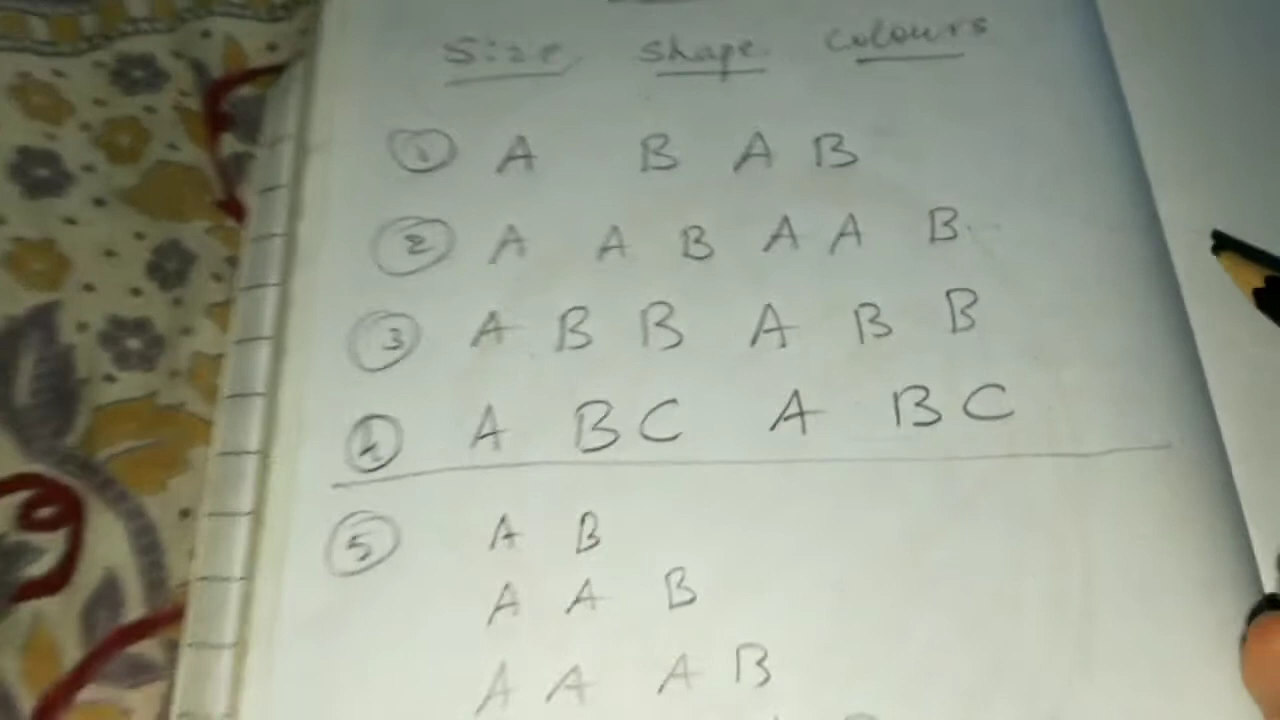 Size shape colours
① A B A B
② A A B A A B
③ A B B A B B
④ A B C A B C
⑤ A B
A A B
A A A B